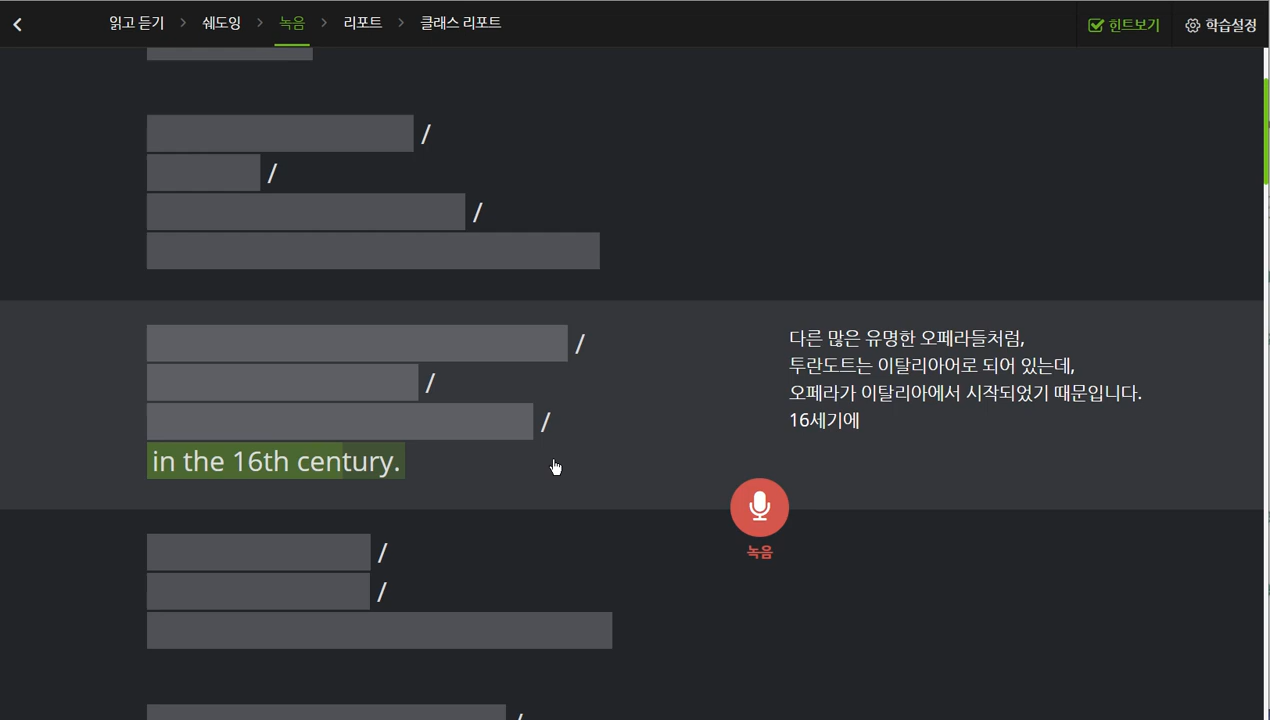 읽고 듣기 > 쉐도잉 > 녹음 > 리포트 > 클래스 리포트
힌트보기 학습설정
/
/
/
다른 많은 유명한 오페라들처럼,
/
투란도트는 이탈리아어로 되어 있는데,
/
오페라가 이탈리아에서 시작되었기 때문입니다.
/
16세기에
in the 16th century.
녹음
/
/
/